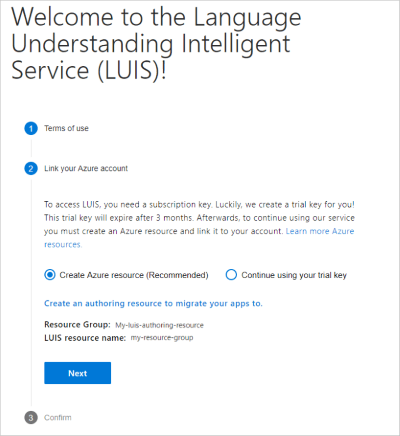 Welcome to the Language
Understanding Intelligent
Service (LUIS)!
1 Terms of use
2 Link your Azure account
To access LUIS, you need a subscription key. Luckily, we create a trial key for you!
This trial key will expire after 3 months. Afterwards, to continue using our service
you must create an Azure resource and link it to your account. Learn more Azure
resources.
Create Azure resource (Recommended) Continue using your trial key
Create an authoring resource to migrate your apps to.
Resource Group: My-luis-authoring-resource
LUIS resource name: my-resource-group
Next
3 Confirm